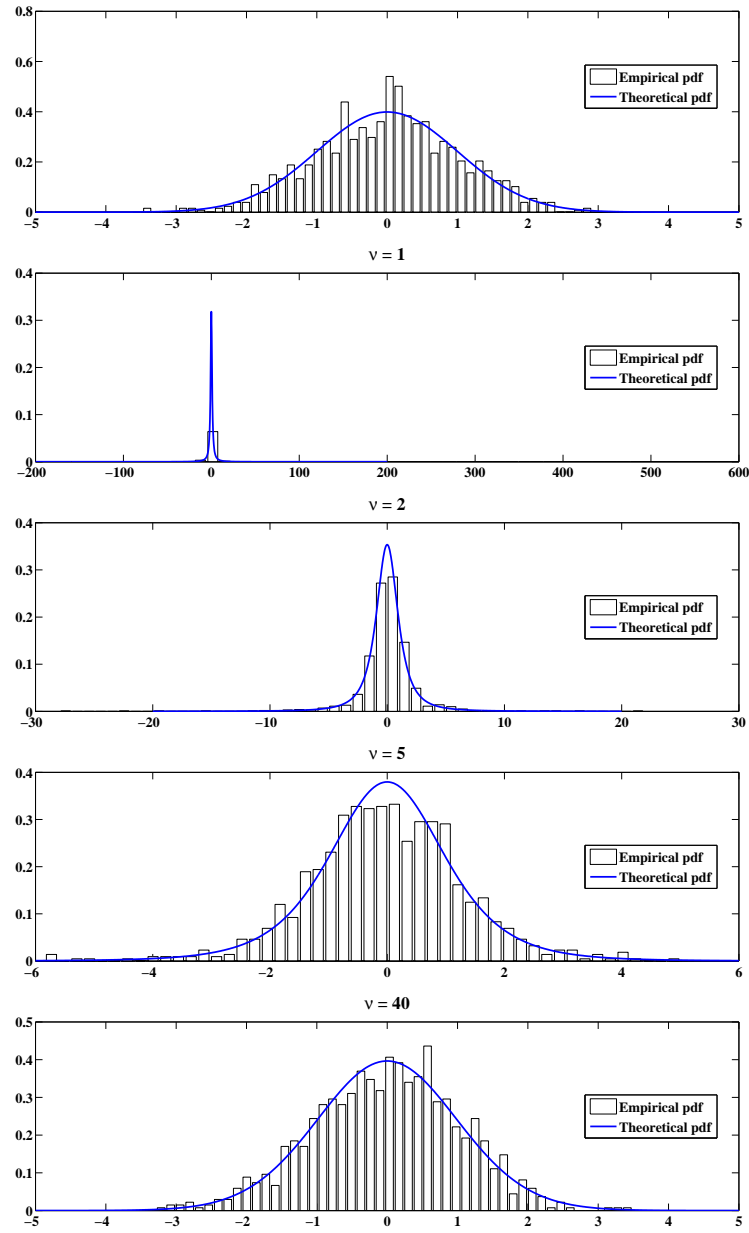 0.8
0.6
0.4
0.2
0
Empirical pdf
Theoretical pdf
−5 −4 −3 −2 −1 0 1 2 3 4 5
ν = 1
0.4
0.3
0.2
0.1
0
Empirical pdf
Theoretical pdf
−200 −100 0 100 200 300 400 500 600
ν = 2
0.4
0.3
0.2
0.1
0
Empirical pdf
Theoretical pdf
−30 −20 −10 0 10 20 30
ν = 5
0.4
0.3
0.2
0.1
0
Empirical pdf
Theoretical pdf
−6 −4 −2 0 2 4 6
ν = 40
0.5
0.4
0.3
0.2
0.1
0
Empirical pdf
Theoretical pdf
−5 −4 −3 −2 −1 0 1 2 3 4 5